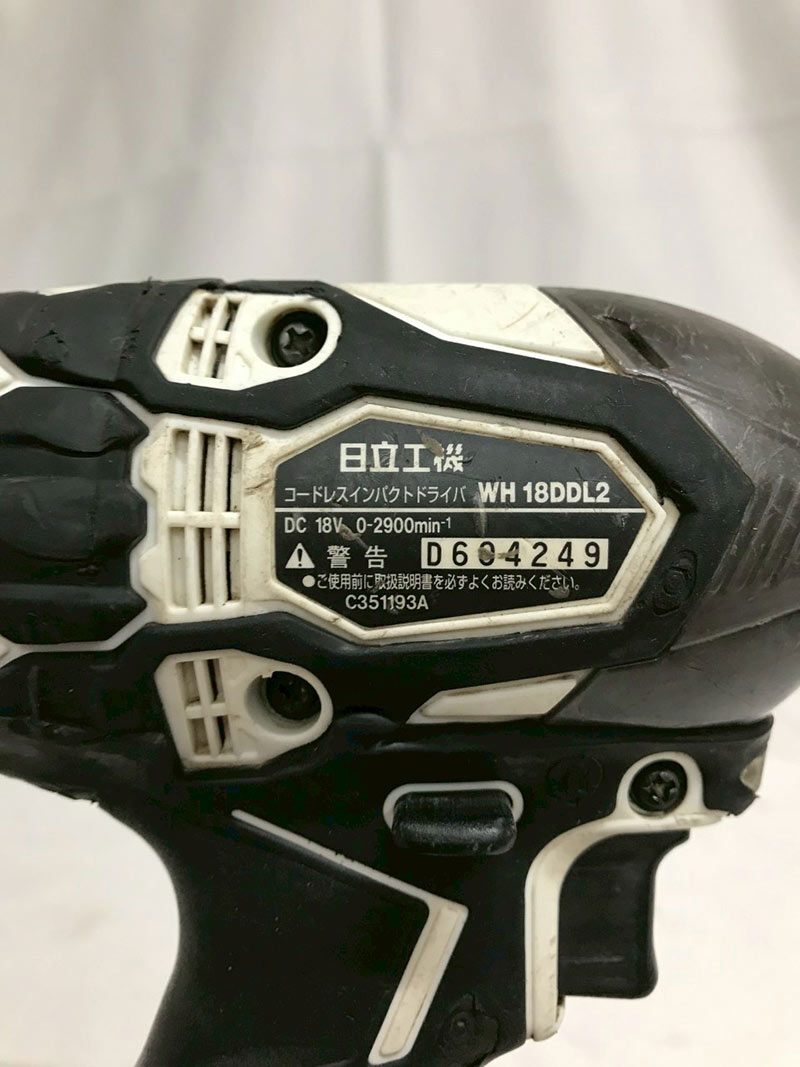 日立工機
コードレスインパクトドライバ WH 18DDL2
DC 18V 0-2900min-1
警告 D604249
●ご使用前に取扱説明書を必ずよくお読みください。
C351193A